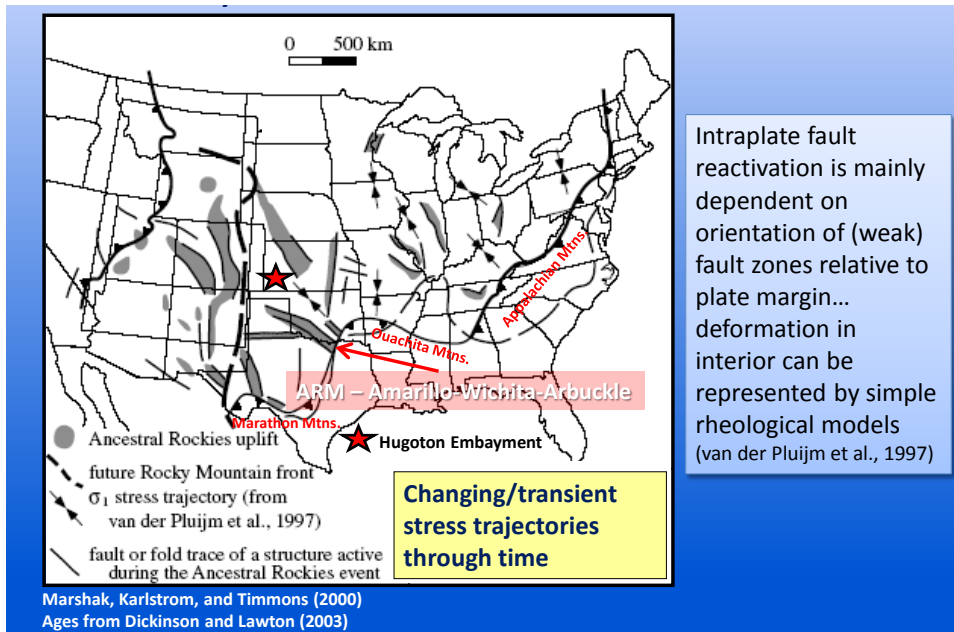 0 500 km
Appalachian Mtns.
Ouachita Mtns.
ARM – Amarillo-Wichita-Arbuckle
Marathon Mtns.
Hugoton Embayment
Ancestral Rockies uplift
future Rocky Mountain front
σ1 stress trajectory (from
van der Pluijm et al., 1997)
fault or fold trace of a structure active
during the Ancestral Rockies event
Changing/transient
stress trajectories
through time
Marshak, Karlstrom, and Timmons (2000)
Ages from Dickinson and Lawton (2003)
Intraplate fault
reactivation is mainly
dependent on
orientation of (weak)
fault zones relative to
plate margin…
deformation in
interior can be
represented by simple
rheological models
(van der Pluijm et al., 1997)